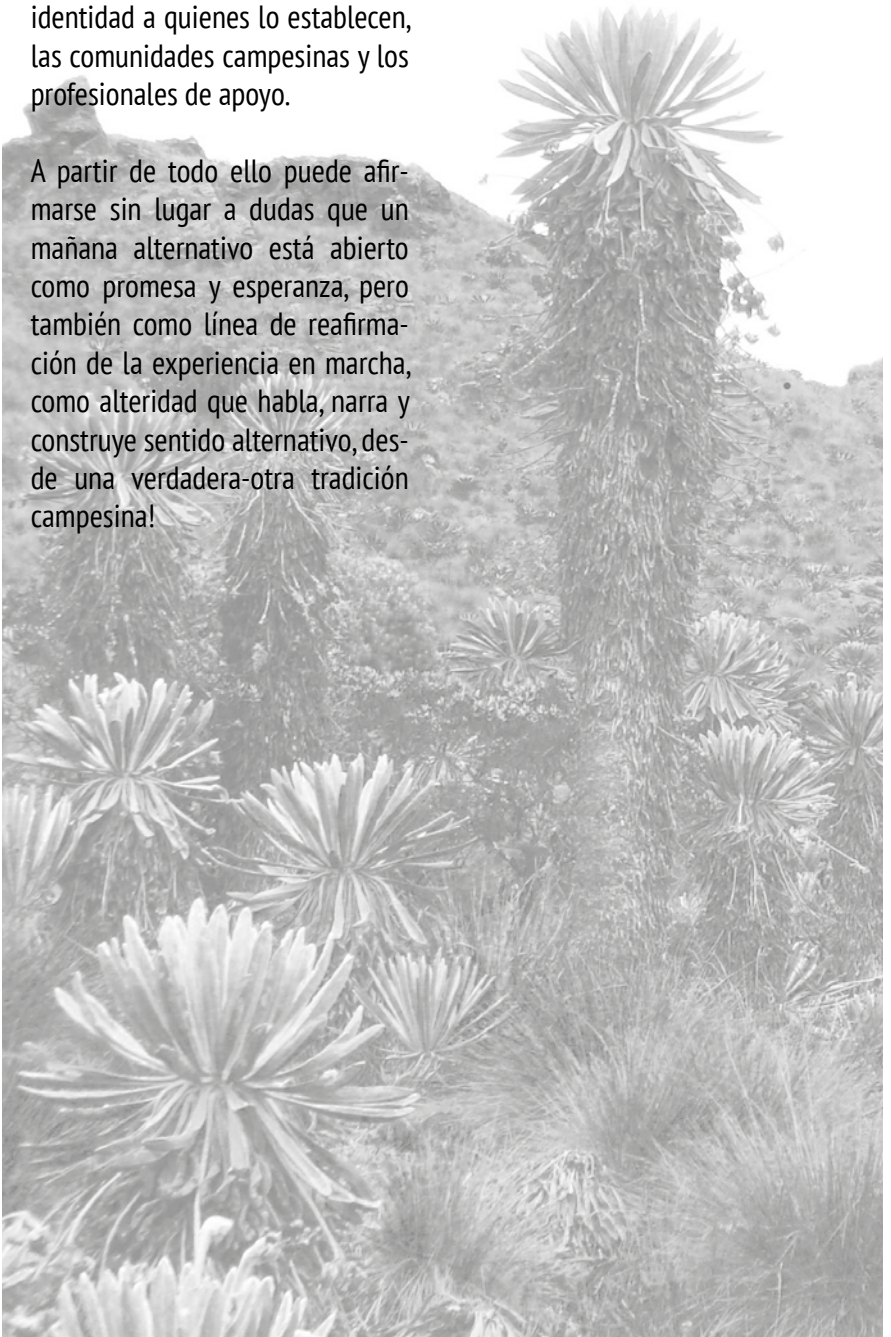 identidad a quienes lo establecen,
las comunidades campesinas y los
profesionales de apoyo.
A partir de todo ello puede afir-
marse sin lugar a dudas que un
mañana alternativo está abierto
como promesa y esperanza, pero
también como línea de reafirma-
ción de la experiencia en marcha,
como alteridad que habla, narra y
construye sentido alternativo, des-
de una verdadera-otra tradición
campesina!